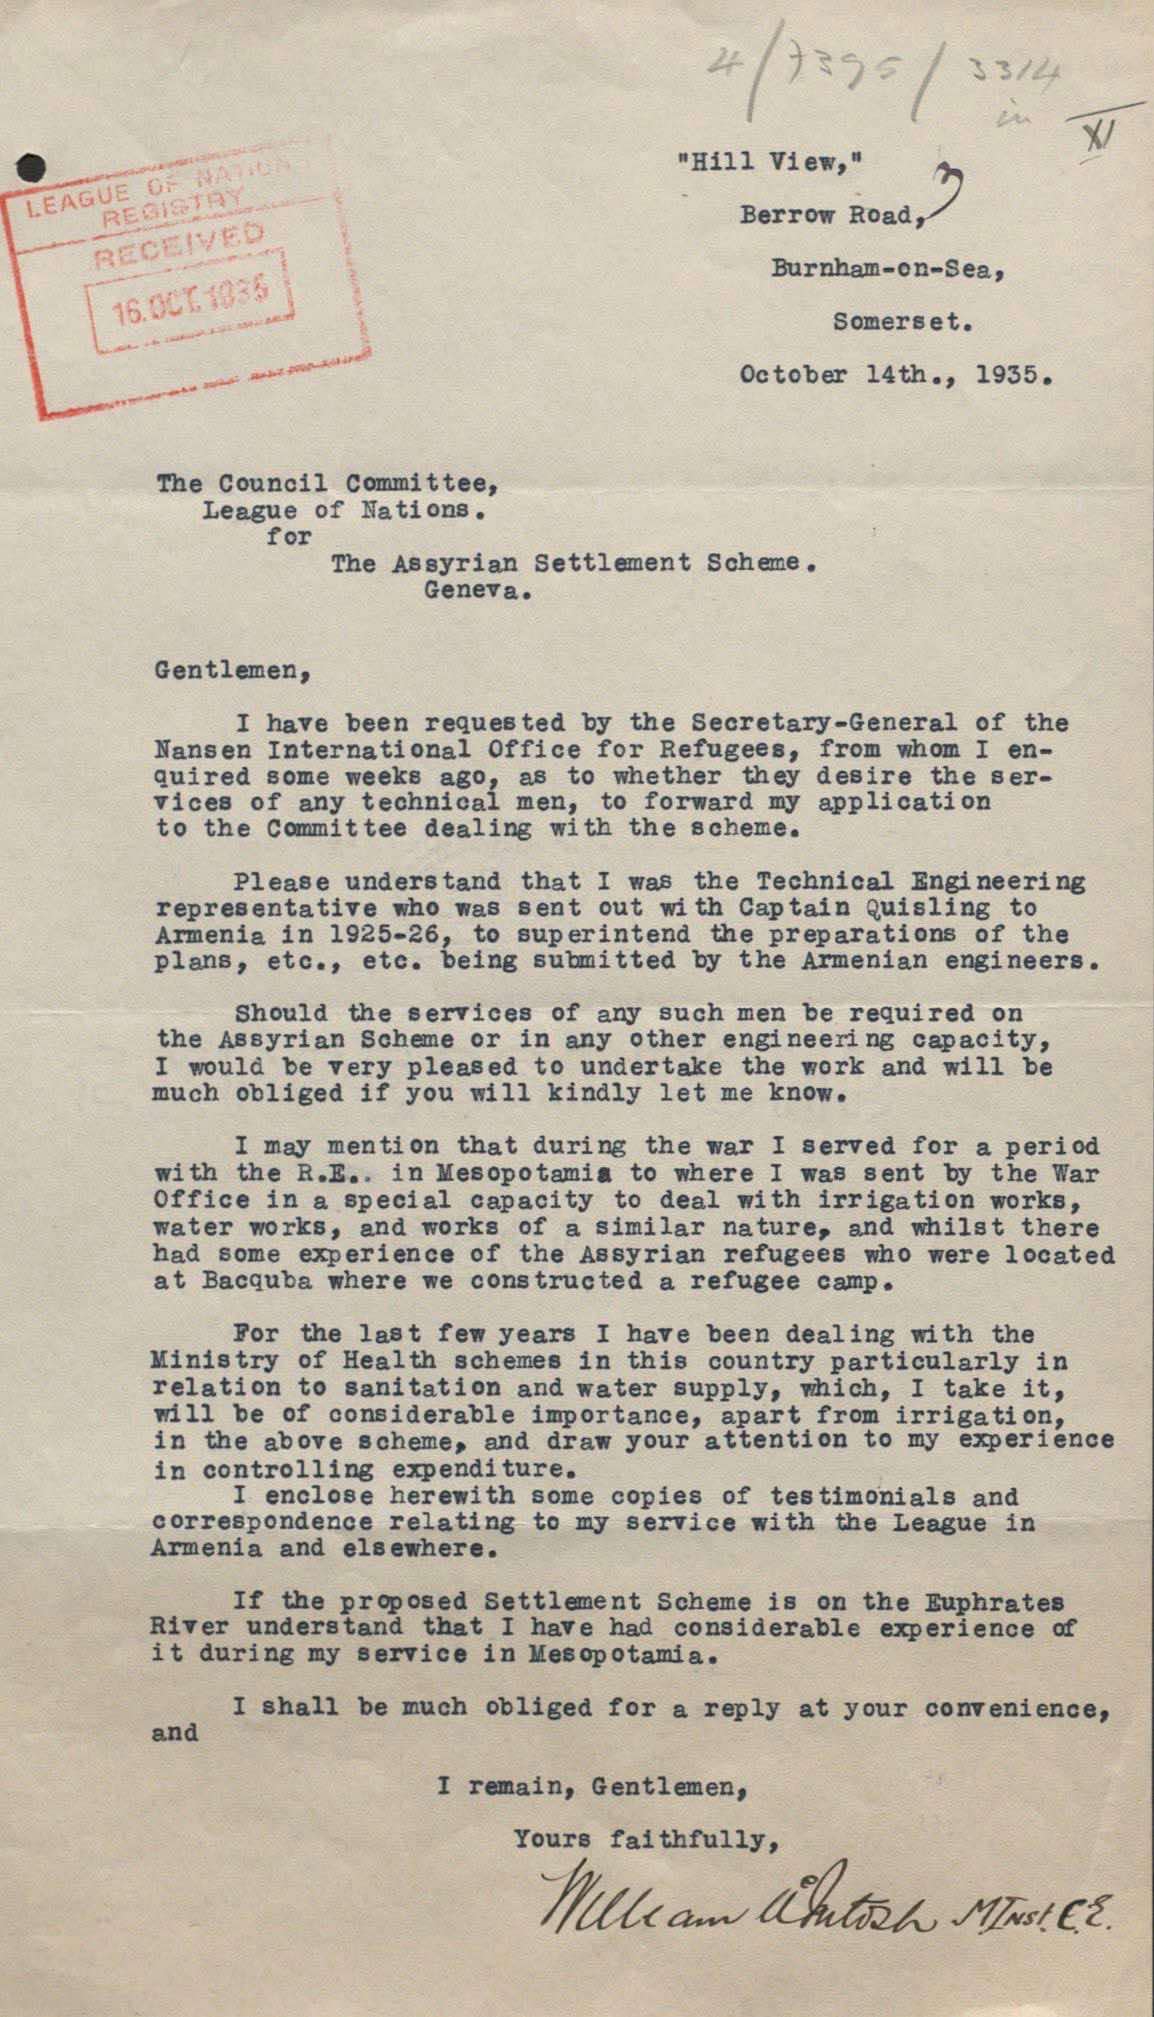 4/7395/3314
in XI
LEAGUE OF NATION
REGISTRY
RECEIVED
16.OCT.1935
"Hill View,"
Berrow Road,
Burnham-on-Sea,
Somerset.
October 14th., 1935.
The Council Committee,
League of Nations.
for
The Assyrian Settlement Scheme.
Geneva.
Gentlemen,
I have been requested by the Secretary-General of the
Nansen International Office for Refugees, from whom I en-
quired some weeks ago, as to whether they desire the ser-
vices of any technical men, to forward my application
to the Committee dealing with the scheme.
Please understand that I was the Technical Engineering
representative who was sent out with Captain Quisling to
Armenia in 1925-26, to superintend the preparations of the
plans, etc., etc. being submitted by the Armenian engineers.
Should the services of any such men be required on
the Assyrian Scheme or in any other engineering capacity,
I would be very pleased to undertake the work and will be
much obliged if you will kindly let me know.
I may mention that during the war I served for a period
with the R.E.. in Mesopotamia to where I was sent by the War
Office in a special capacity to deal with irrigation works,
water works, and works of a similar nature, and whilst there
had some experience of the Assyrian refugees who were located
at Bacquba where we constructed a refugee camp.
For the last few years I have been dealing with the
Ministry of Health schemes in this country particularly in
relation to sanitation and water supply, which, I take it,
will be of considerable importance, apart from irrigation,
in the above scheme, and draw your attention to my experience
in controlling expenditure.
I enclose herewith some copies of testimonials and
correspondence relating to my service with the League in
Armenia and elsewhere.
If the proposed Settlement Scheme is on the Euphrates
River understand that I have had considerable experience of
it during my service in Mesopotamia.
I shall be much obliged for a reply at your convenience,
and
I remain, Gentlemen,
Yours faithfully,
William McIntosh M.Inst.C.E.